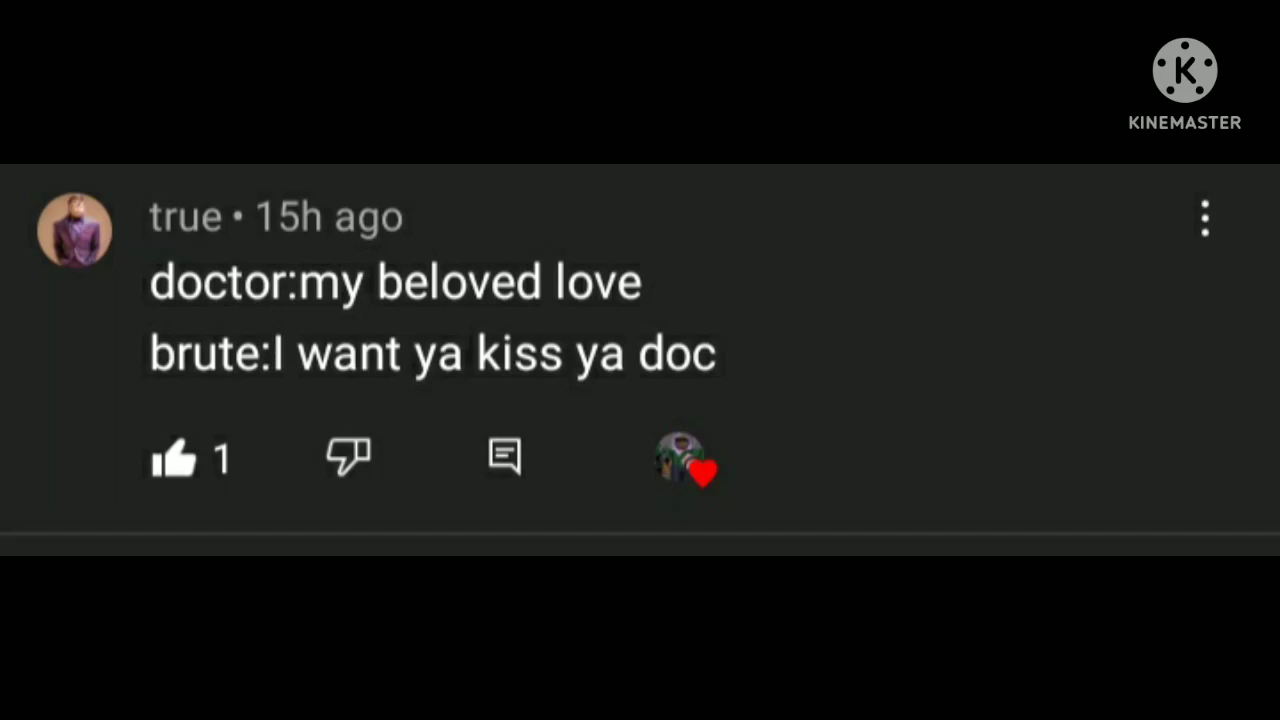 KINEMASTER
true • 15h ago
doctor:my beloved love
brute:I want ya kiss ya doc
1